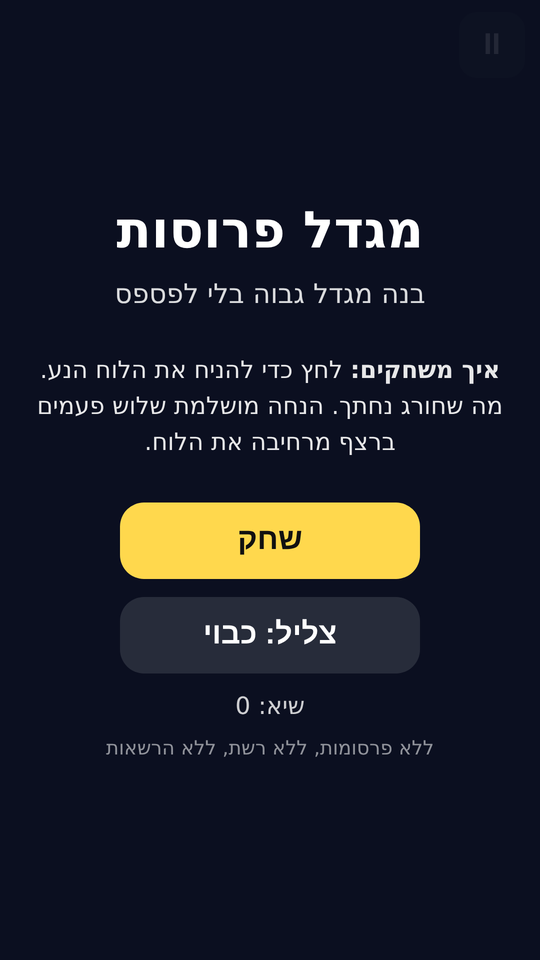 מגדל פרוסות
בנה מגדל גבוה בלי לפספס
איך משחקים: לחץ כדי להניח את הלוח הנע.
מה שחורג נחתך. הנחה מושלמת שלוש פעמים
ברצף מרחיבה את הלוח.
שחק
צליל: כבוי
שיא: 0
ללא פרסומות, ללא רשת, ללא הרשאות